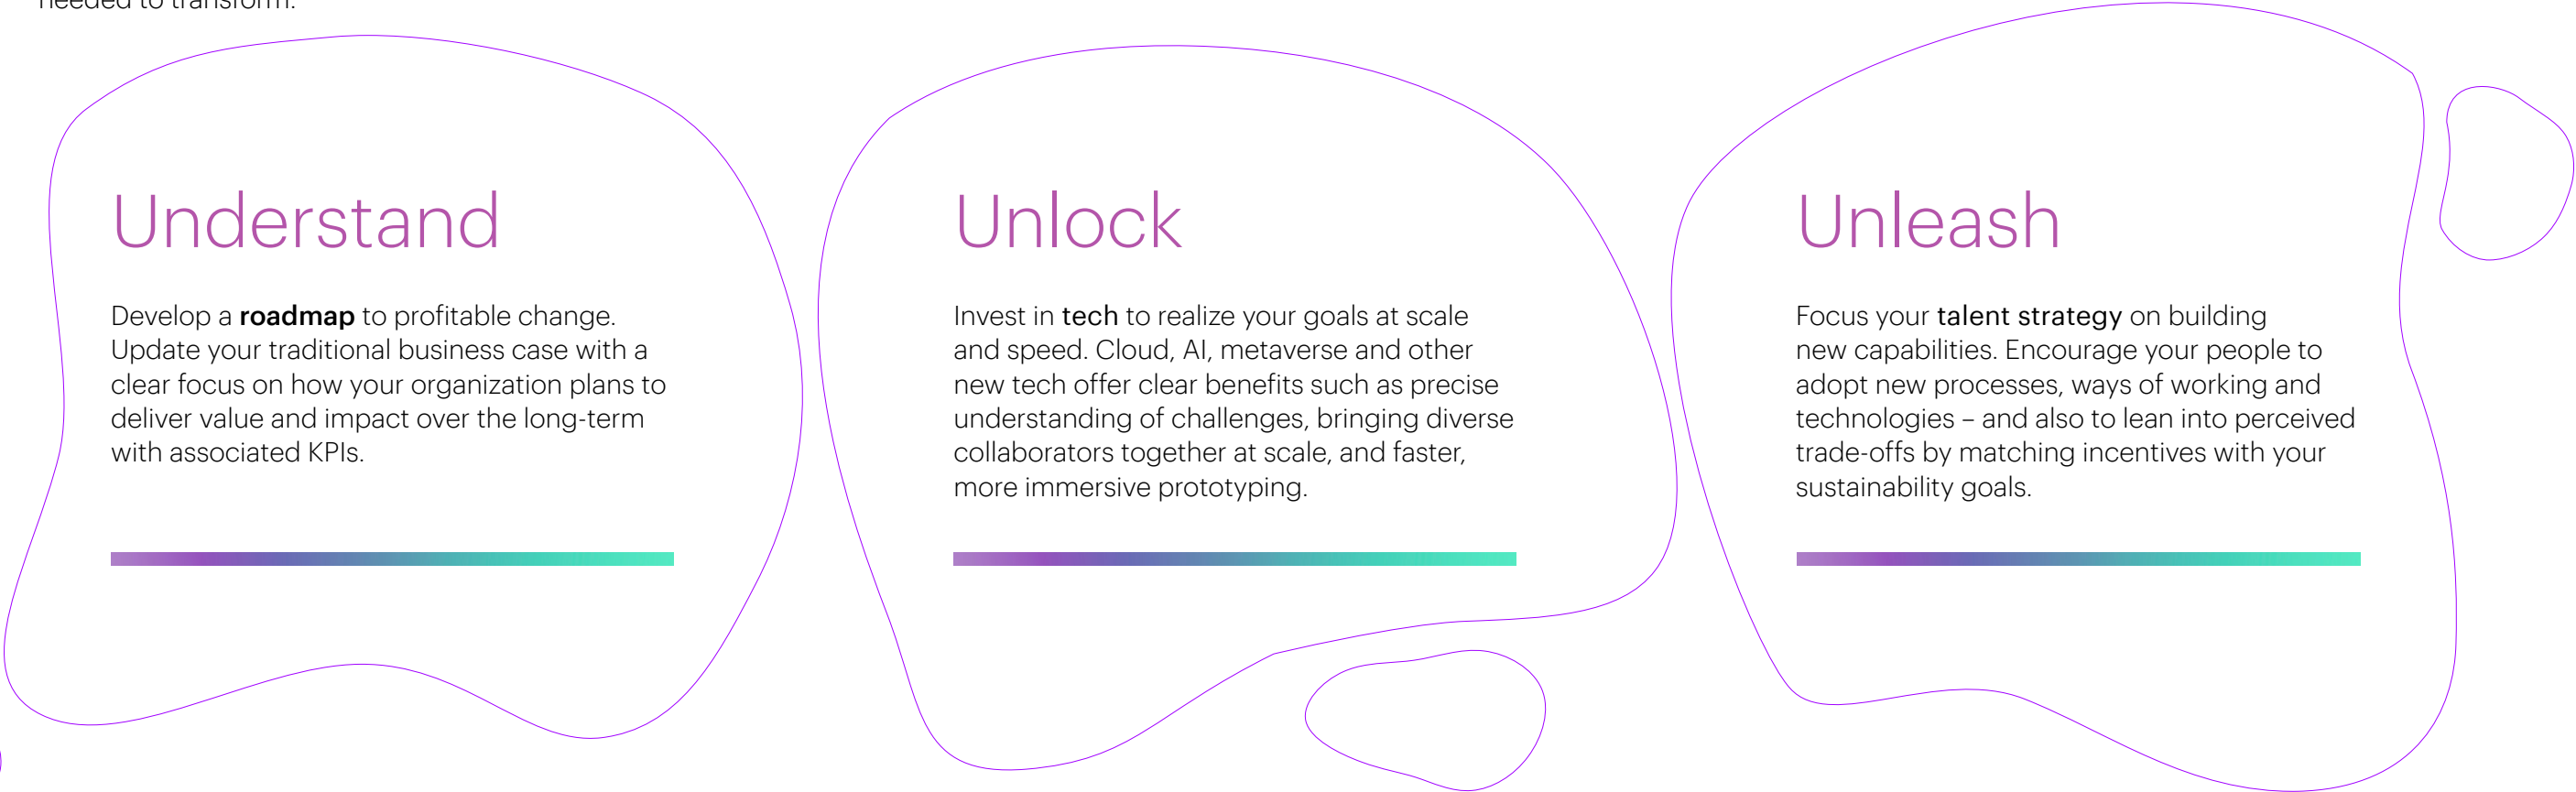 needed to transform.
Understand
Develop a roadmap to profitable change.
Update your traditional business case with a
clear focus on how your organization plans to
deliver value and impact over the long-term
with associated KPIs.
Unlock
Invest in tech to realize your goals at scale
and speed. Cloud, AI, metaverse and other
new tech offer clear benefits such as precise
understanding of challenges, bringing diverse
collaborators together at scale, and faster,
more immersive prototyping.
Unleash
Focus your talent strategy on building
new capabilities. Encourage your people to
adopt new processes, ways of working and
technologies – and also to lean into perceived
trade-offs by matching incentives with your
sustainability goals.